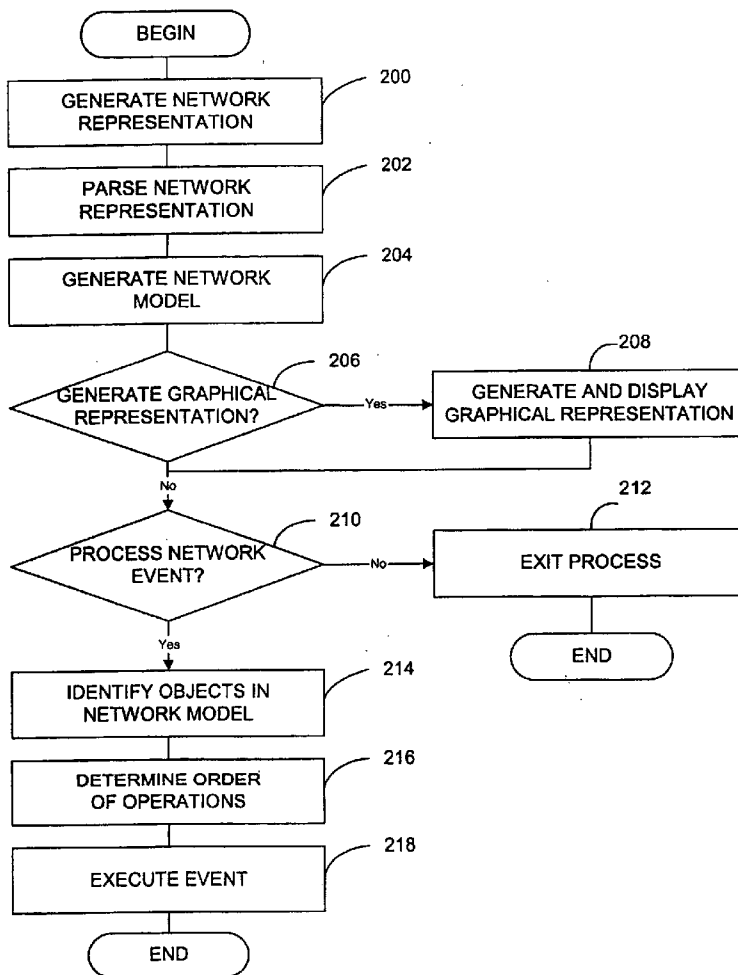 BEGIN
200
GENERATE NETWORK
REPRESENTATION
202
PARSE NETWORK
REPRESENTATION
204
GENERATE NETWORK
MODEL
206
GENERATE GRAPHICAL
REPRESENTATION?
Yes
208
GENERATE AND DISPLAY
GRAPHICAL REPRESENTATION
No
210
PROCESS NETWORK
EVENT?
No
212
EXIT PROCESS
END
Yes
214
IDENTIFY OBJECTS IN
NETWORK MODEL
216
DETERMINE ORDER
OF OPERATIONS
218
EXECUTE EVENT
END